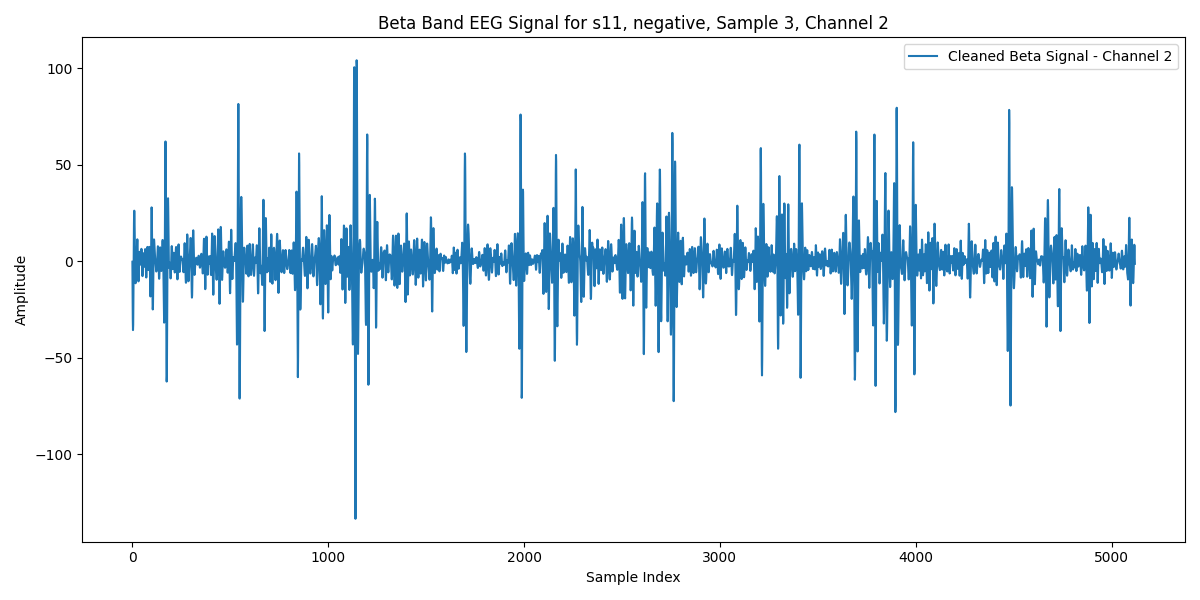 Beta Band EEG Signal for s11, negative, Sample 3, Channel 2
Cleaned Beta Signal - Channel 2
Amplitude
100
50
0
−50
−100
0 1000 2000 3000 4000 5000
Sample Index